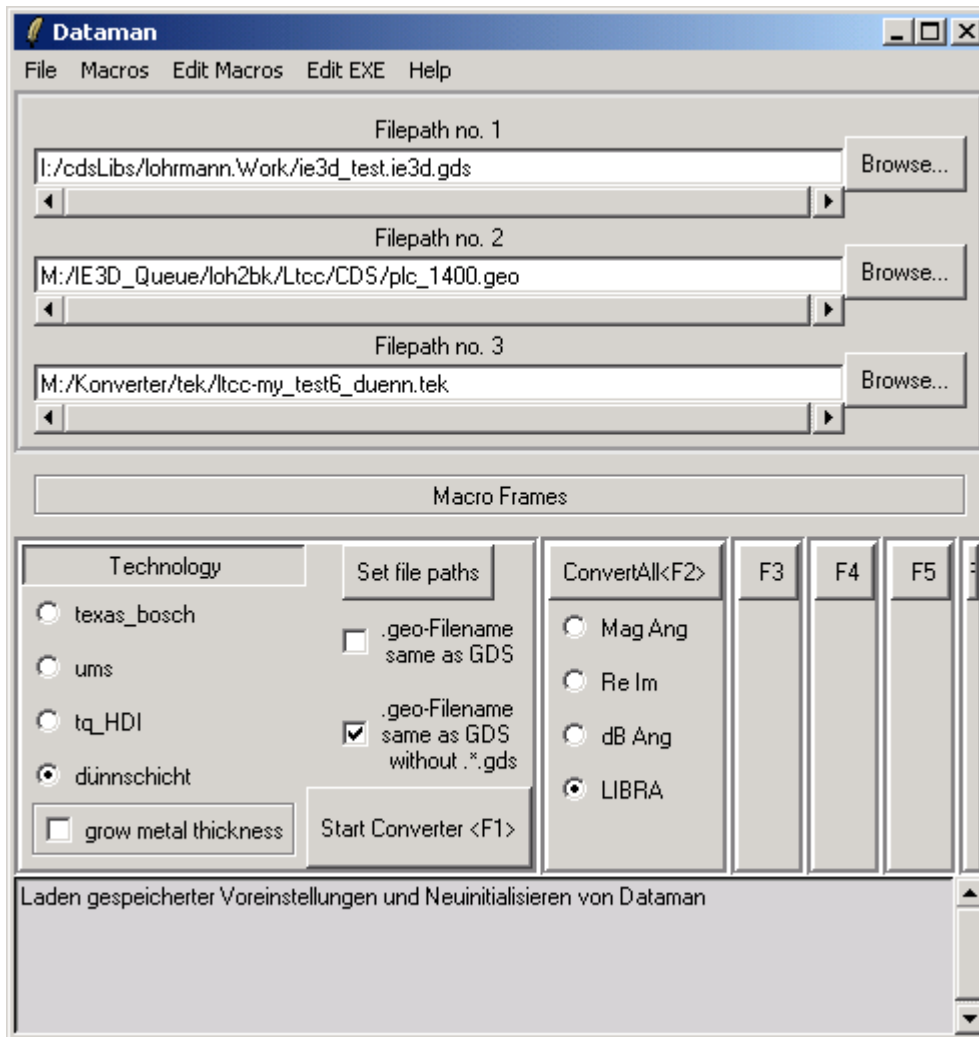 Dataman
File Macros Edit Macros Edit EXE Help
Filepath no. 1
I:/cdsLibs/lohrmann.Work/ie3d_test.ie3d.gds
Browse...
Filepath no. 2
M:/IE3D_Queue/loh2bk/Ltcc/CDS/plc_1400.geo
Browse...
Filepath no. 3
M:/Konverter/tek/ltcc-my_test6_duenn.tek
Browse...
Macro Frames
Technology
texas_bosch
ums
tq_HDI
dünnschicht
grow metal thickness
Set file paths
.geo-Filename
same as GDS
.geo-Filename
same as GDS
without .*.gds
Start Converter <F1>
ConvertAll<F2>
Mag Ang
Re Im
dB Ang
LIBRA
F3
F4
F5
Laden gespeicherter Voreinstellungen und Neuinitialisieren von Dataman